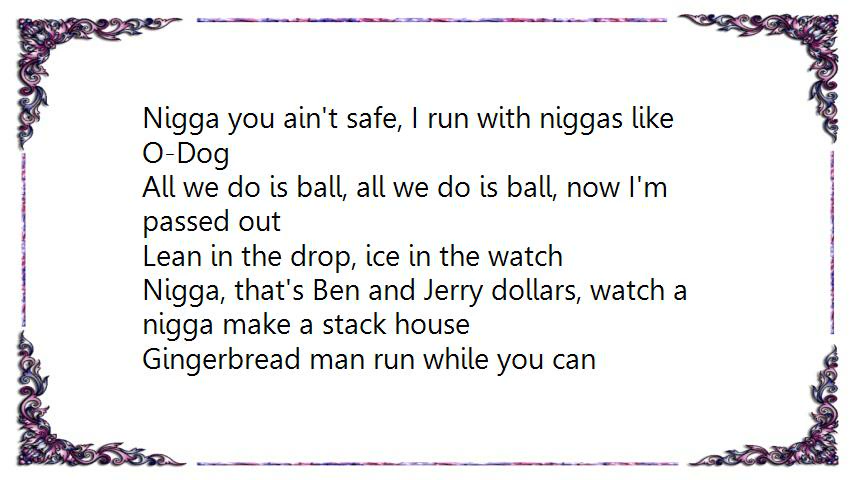 Nigga you ain't safe, I run with niggas like
O-Dog
All we do is ball, all we do is ball, now I'm
passed out
Lean in the drop, ice in the watch
Nigga, that's Ben and Jerry dollars, watch a
nigga make a stack house
Gingerbread man run while you can